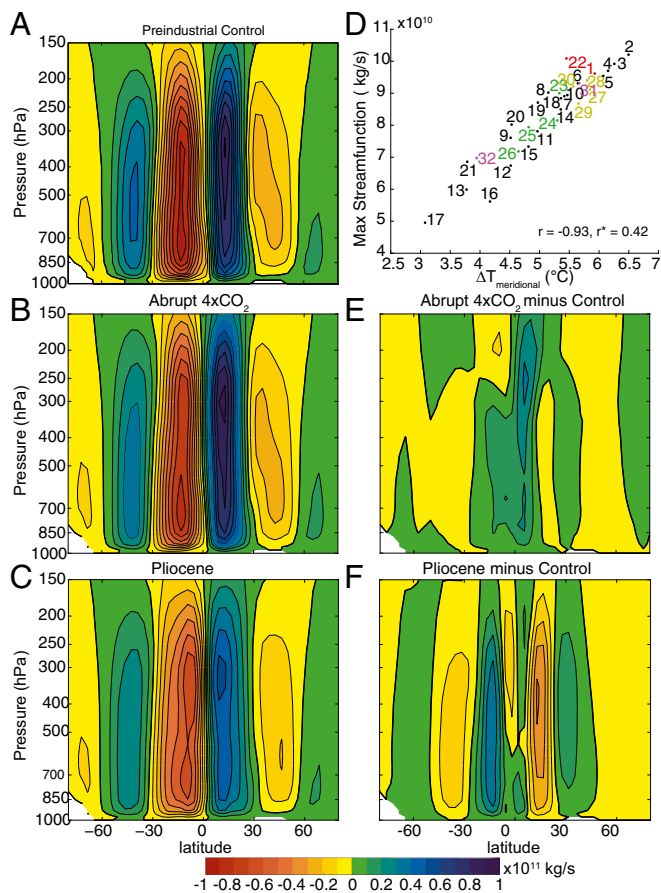 A
Preindustrial Control
150
200
250
300
400
500
700
850
1000
Pressure (hPa)
D
x10¹⁰
11
10
9
8
7
6
5
4
Max Streamfunction ( kg/s)
22
1
2
4
3
6
30
28
5
8
23
10
31
27
18
7
19
29
14
20
24
9
25
11
32
26
15
21
12
13
16
17
r = -0.93, r* = 0.42
2.5 3 3.5 4 4.5 5 5.5 6 6.5 7
ΔT meridional (°C)
B
Abrupt 4xCO₂
150
200
250
300
400
500
700
850
1000
Pressure (hPa)
E
Abrupt 4xCO₂ minus Control
C
Pliocene
150
200
250
300
400
500
700
850
1000
Pressure (hPa)
−60 −30 0 30 60
latitude
F
Pliocene minus Control
−60 −30 0 30 60
latitude
-1 -0.8 -0.6 -0.4 -0.2 0 0.2 0.4 0.6 0.8 1
x10¹¹ kg/s